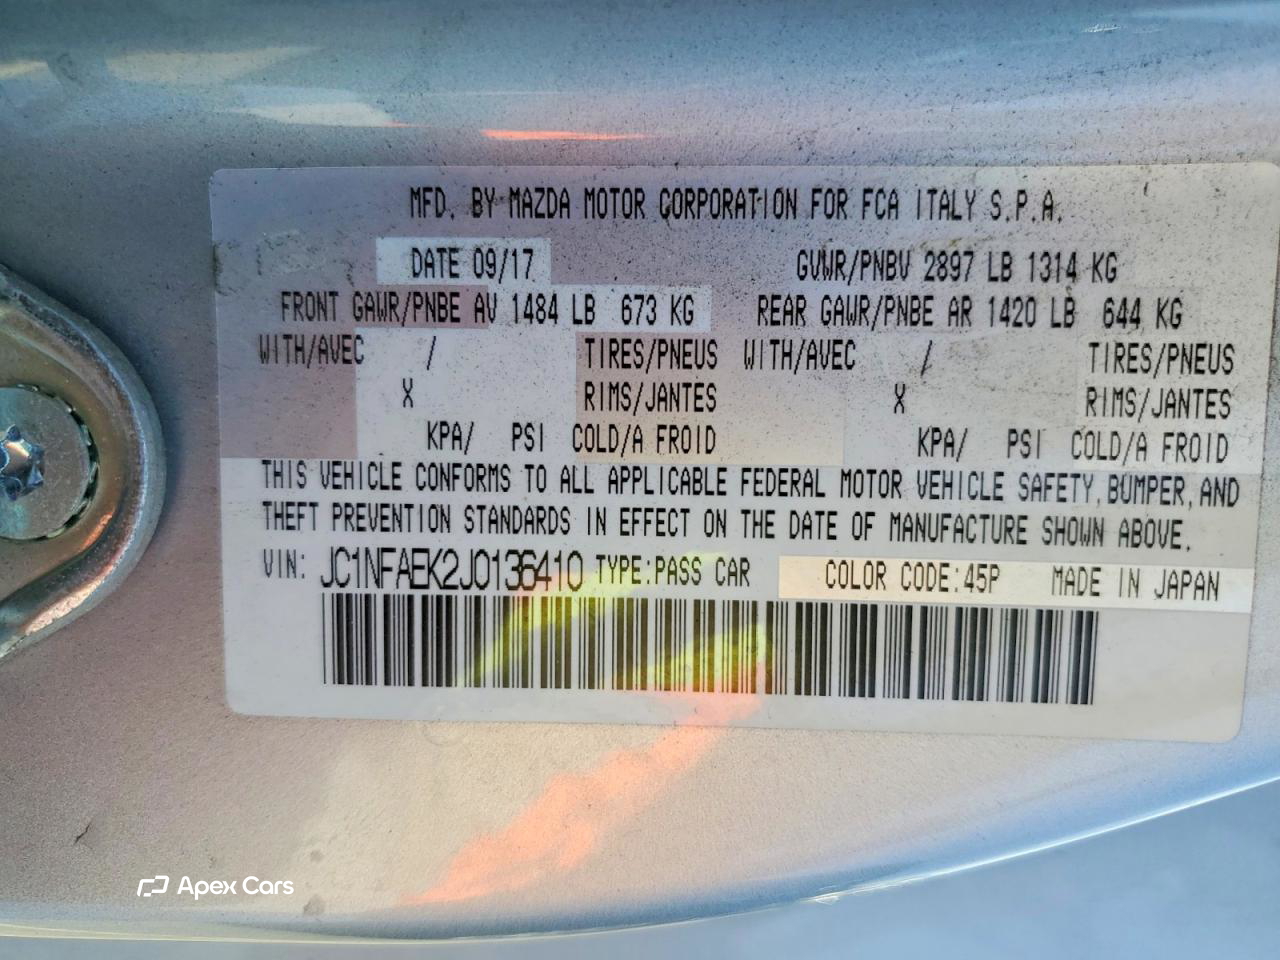 MFD. BY MAZDA MOTOR CORPORATION FOR FCA ITALY S.P.A.
DATE 09/17 GVWR/PNBV 2897 LB 1314 KG
FRONT GAWR/PNBE AV 1484 LB 673 KG REAR GAWR/PNBE AR 1420 LB 644 KG
WITH/AVEC / TIRES/PNEUS WITH/AVEC / TIRES/PNEUS
X RIMS/JANTES X RIMS/JANTES
KPA/ PSI COLD/A FROID KPA/ PSI COLD/A FROID
THIS VEHICLE CONFORMS TO ALL APPLICABLE FEDERAL MOTOR VEHICLE SAFETY, BUMPER, AND
THEFT PREVENTION STANDARDS IN EFFECT ON THE DATE OF MANUFACTURE SHOWN ABOVE.
VIN: JC1NFAEK2J0136410 TYPE:PASS CAR COLOR CODE:45P MADE IN JAPAN
Apex Cars